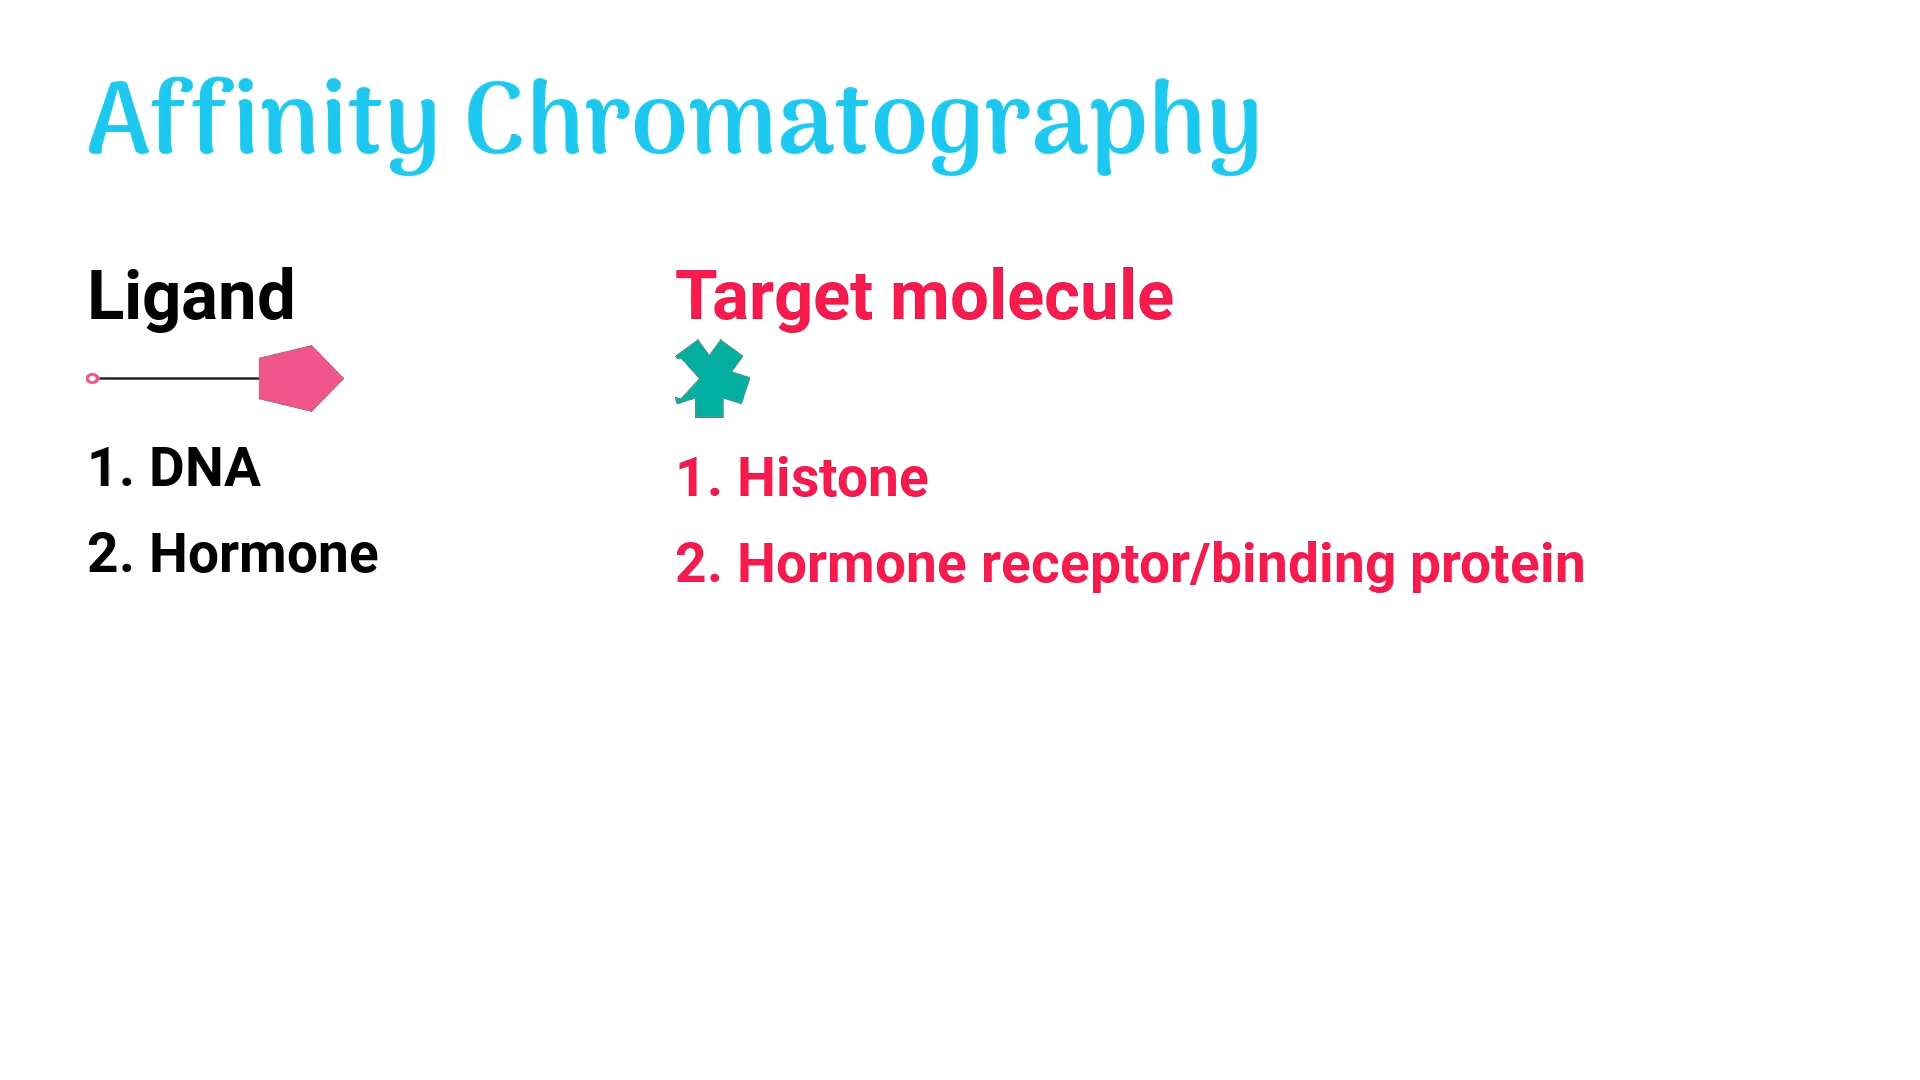 Affinity Chromatography
Ligand
1. DNA
2. Hormone
Target molecule
1. Histone
2. Hormone receptor/binding protein